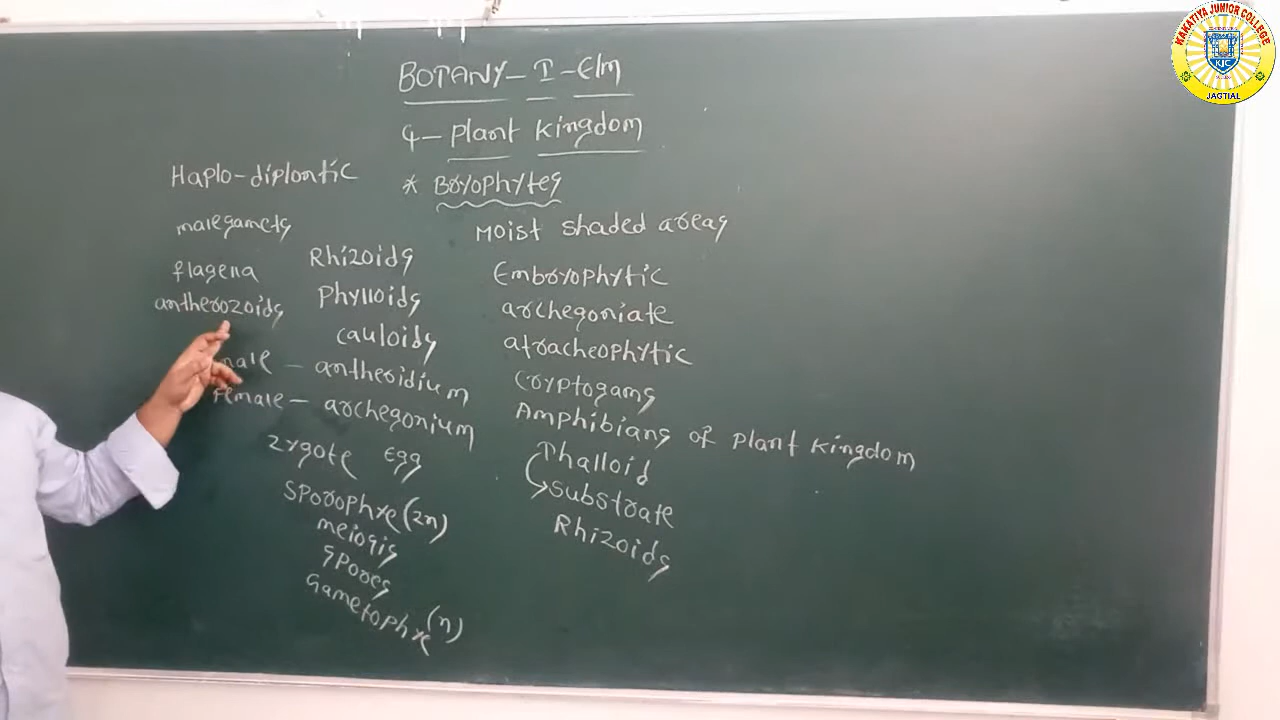 BOTANY - I - E/m
4 - Plant kingdom
* Bryophytes
Haplo-diplontic
malegamets
flagella
antherozoids
male - antheridium
Female - archegonium
Rhizoids
Phylloids
cauloids
zygote Egg
Sporophyte (2n)
meiosis
spores
Gametophyte (n)
Moist shaded areas
Embryophytic
archegoniate
atracheophytic
Cryptogams
Amphibians of plant kingdom
Thalloid
substrate
Rhizoids
KAKATIYA JUNIOR COLLEGE
KJC
JAGTIAL